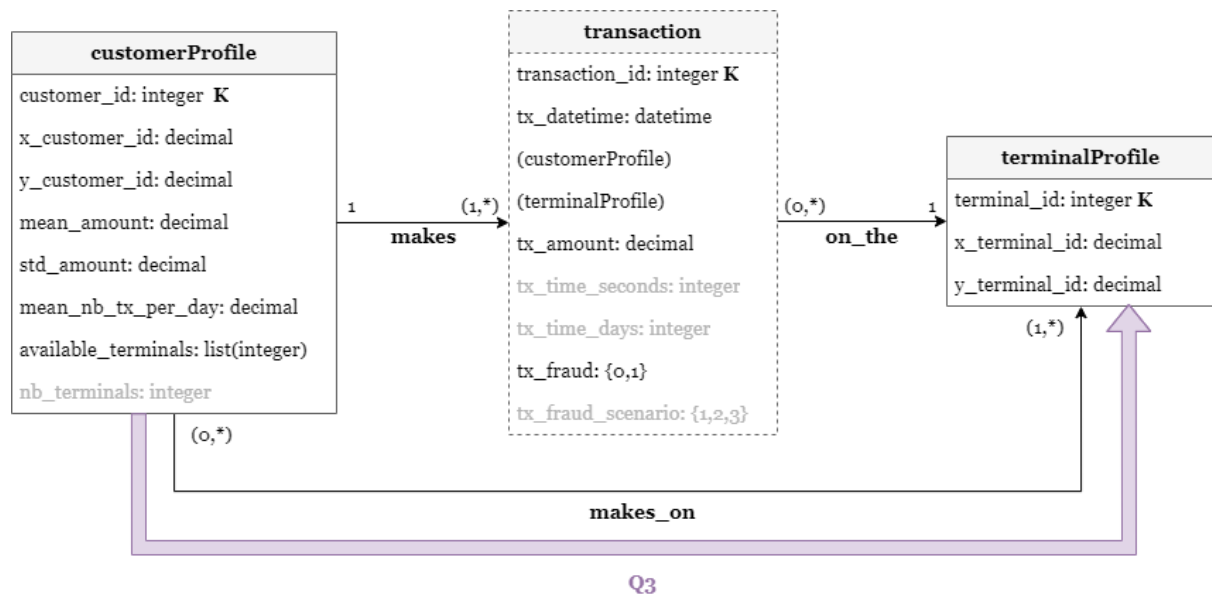 customerProfile
customer_id: integer K
x_customer_id: decimal
y_customer_id: decimal
mean_amount: decimal
std_amount: decimal
mean_nb_tx_per_day: decimal
available_terminals: list(integer)
nb_terminals: integer
1
(1,*)
makes
transaction
transaction_id: integer K
tx_datetime: datetime
(customerProfile)
(terminalProfile)
tx_amount: decimal
tx_time_seconds: integer
tx_time_days: integer
tx_fraud: {0,1}
tx_fraud_scenario: {1,2,3}
(0,*)
1
on_the
terminalProfile
terminal_id: integer K
x_terminal_id: decimal
y_terminal_id: decimal
(1,*)
(0,*)
makes_on
Q3